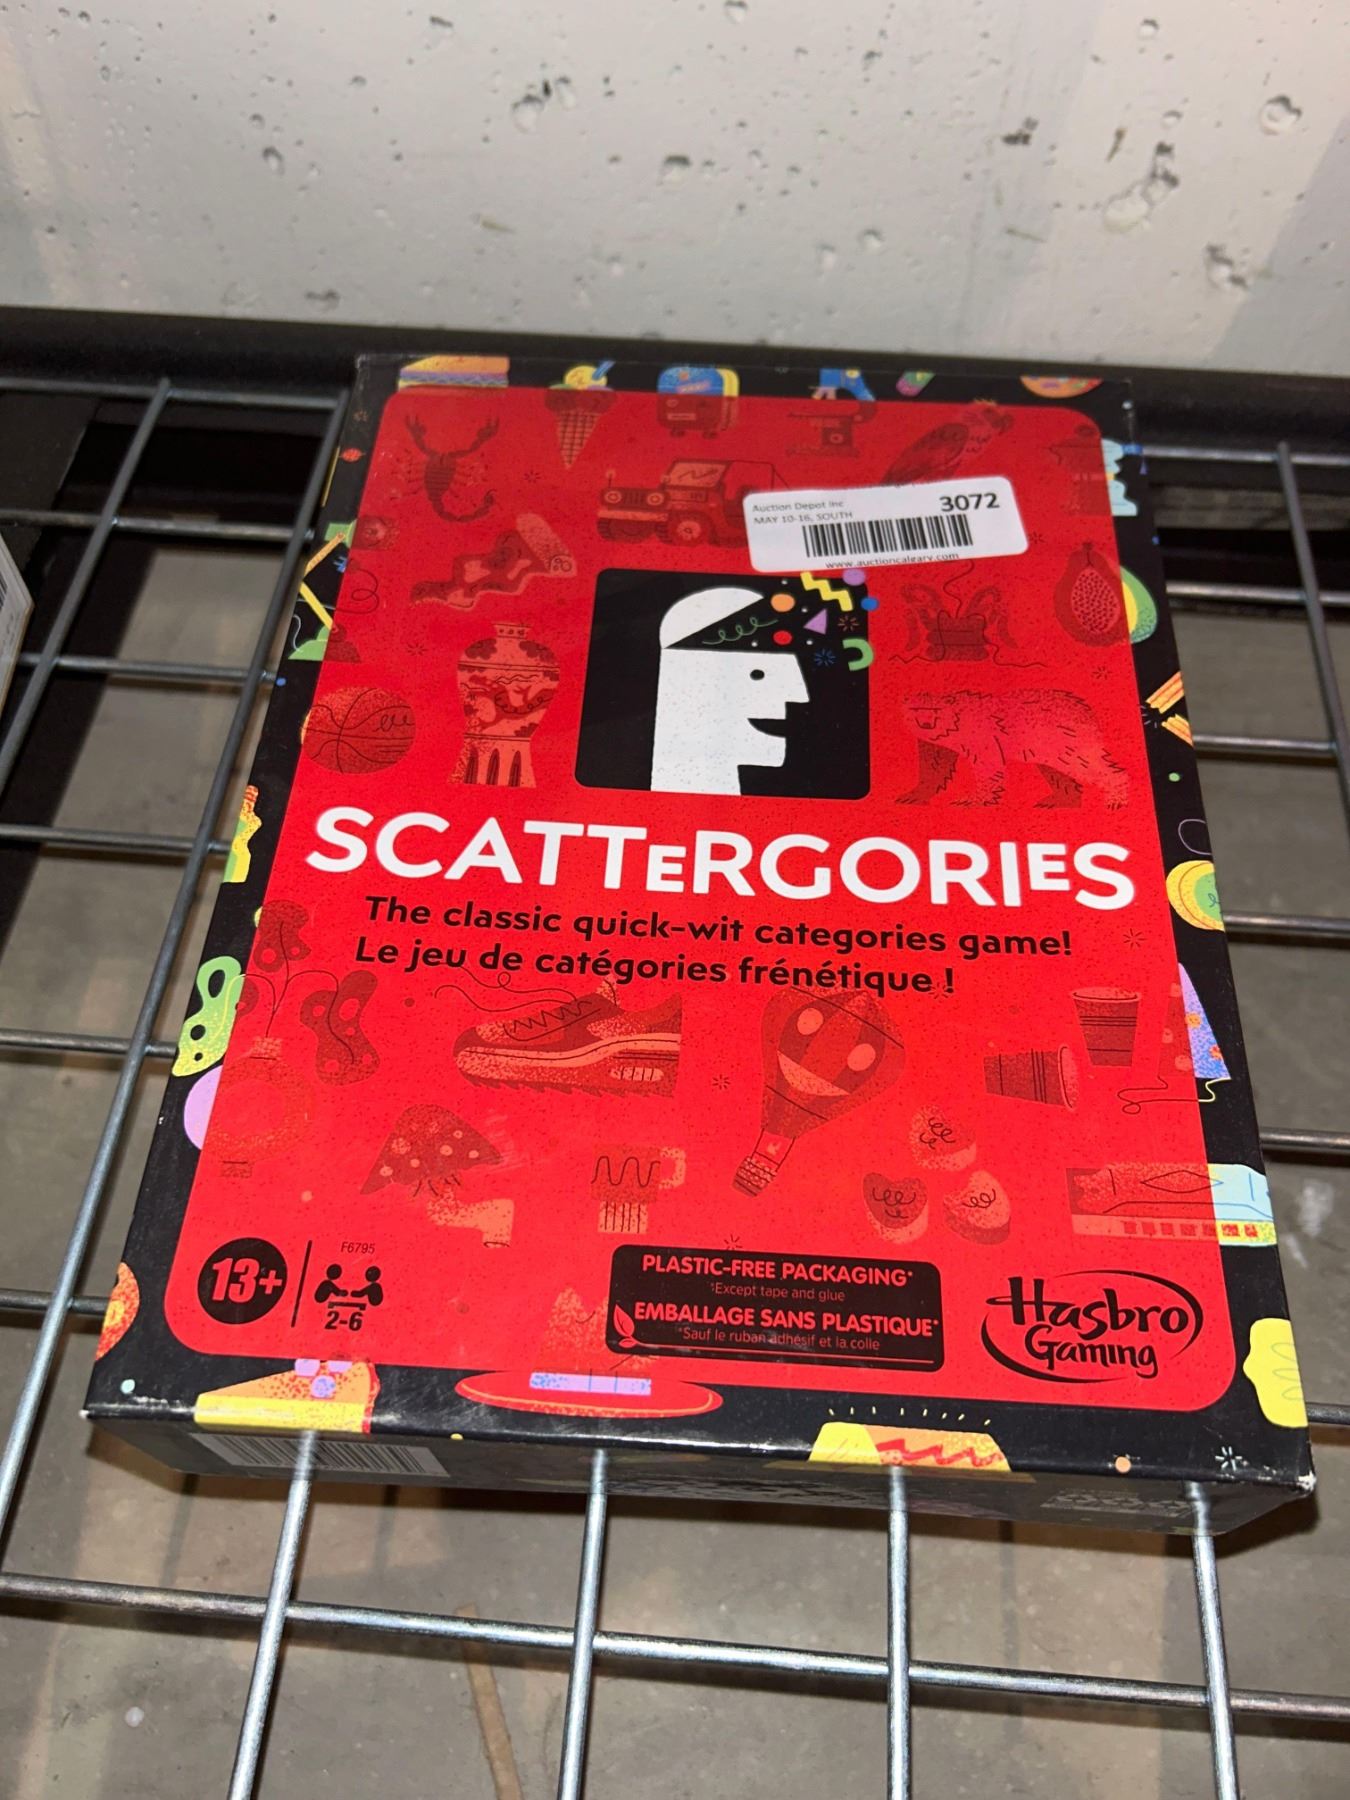 Auction Depot Inc
MAY 10-16, SOUTH
3072
www.auctioncalgary.com
SCATTERGORIES
The classic quick-wit categories game!
Le jeu de catégories frénétique !
13+
F6795
2-6
PLASTIC-FREE PACKAGING*
*Except tape and glue
EMBALLAGE SANS PLASTIQUE*
*Sauf le ruban adhésif et la colle
Hasbro
Gaming